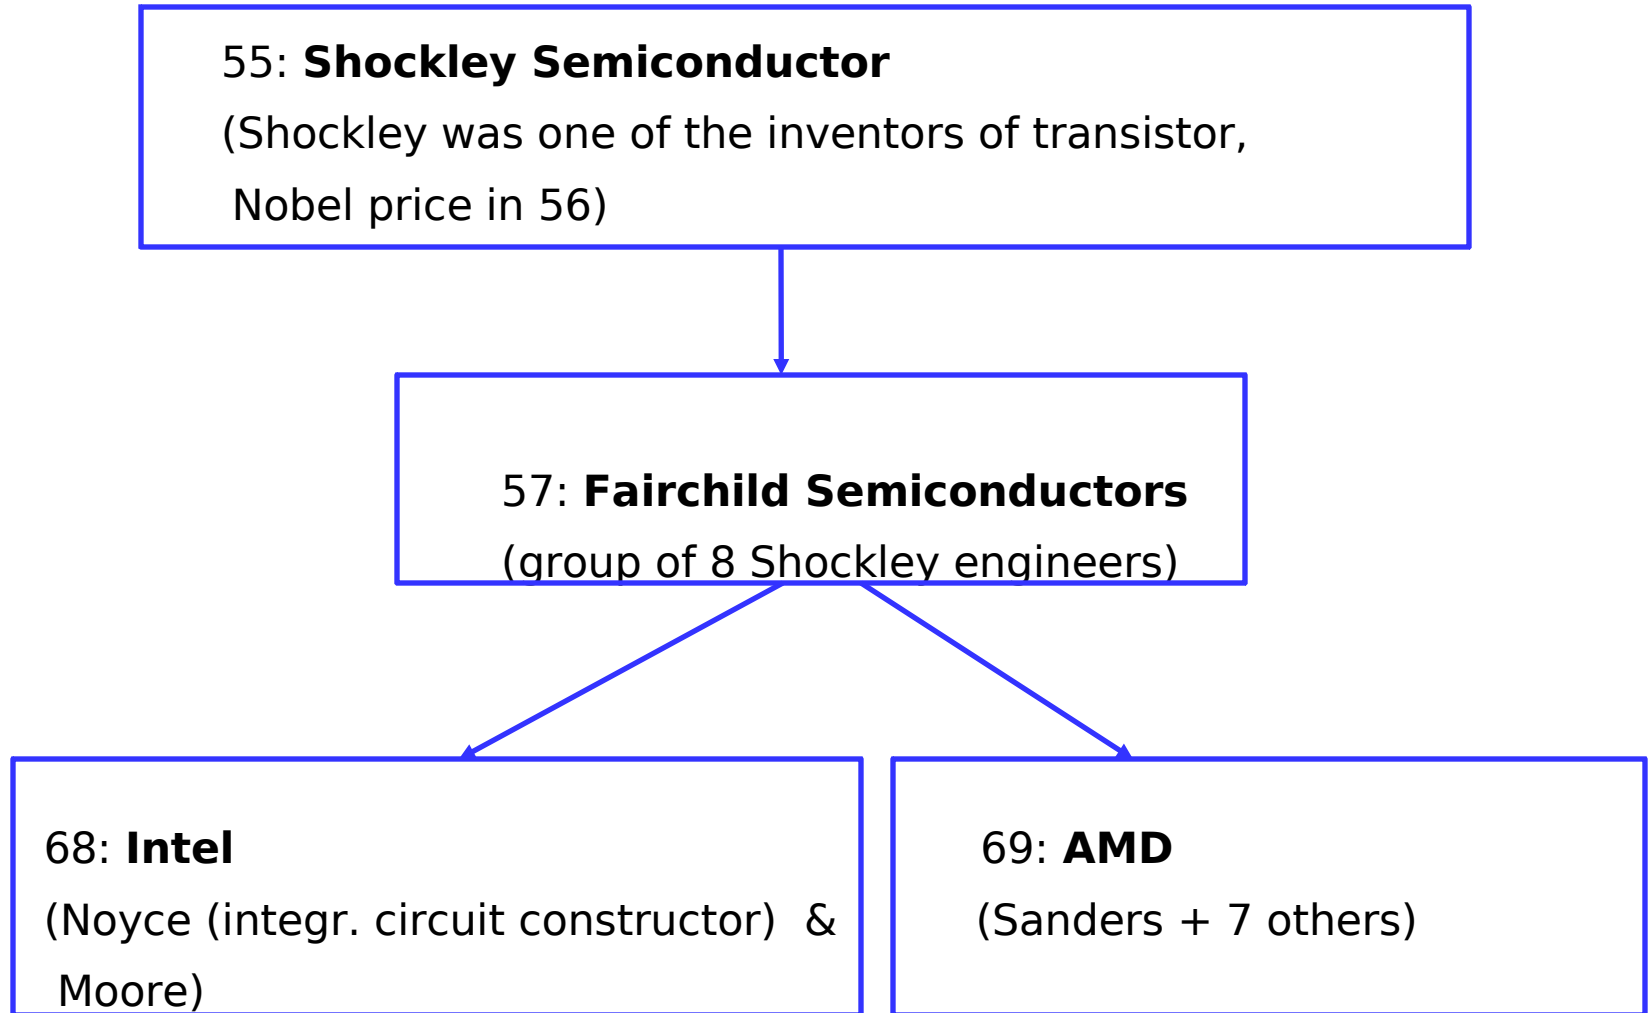 55: Shockley Semiconductor
(Shockley was one of the inventors of transistor,
Nobel price in 56)
57: Fairchild Semiconductors
(group of 8 Shockley engineers)
68: Intel
(Noyce (integr. circuit constructor)  &
Moore)
69: AMD
(Sanders + 7 others)